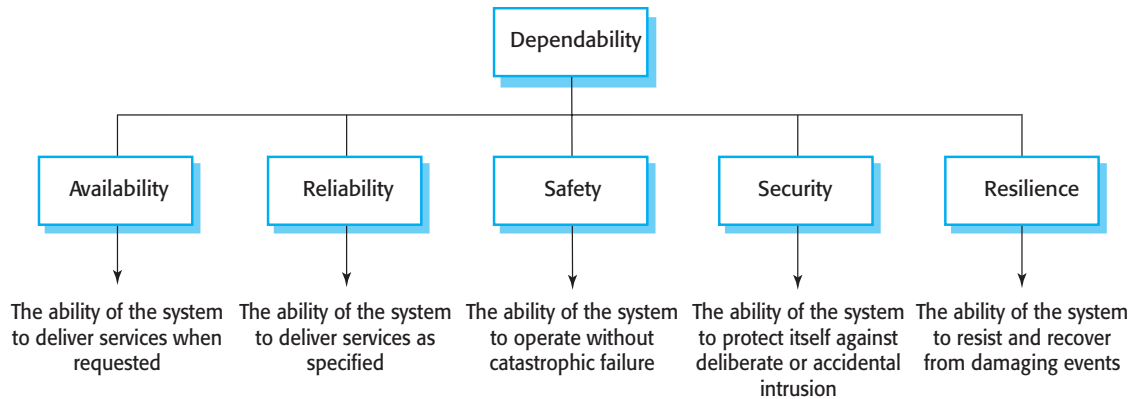 Dependability
Availability
Reliability
Safety
Security
Resilience
The ability of the system
to deliver services when
requested
The ability of the system
to deliver services as
specified
The ability of the system
to operate without
catastrophic failure
The ability of the system
to protect itself against
deliberate or accidental
intrusion
The ability of the system
to resist and recover
from damaging events